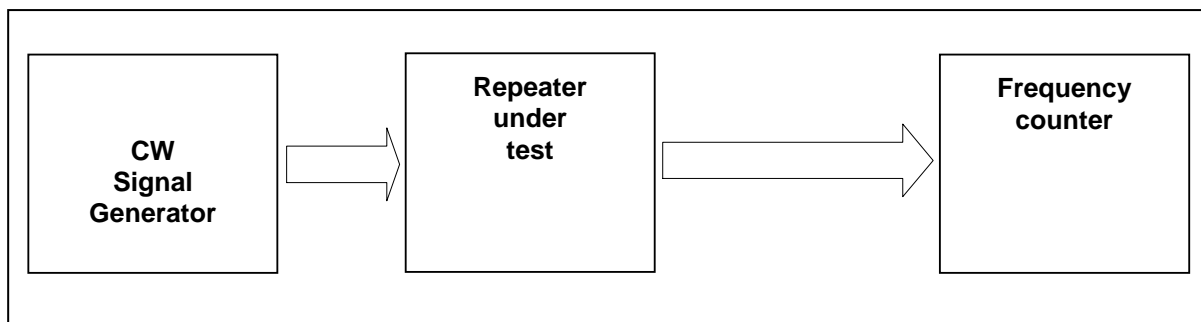 CW
Signal
Generator
Repeater
under
test
Frequency
counter